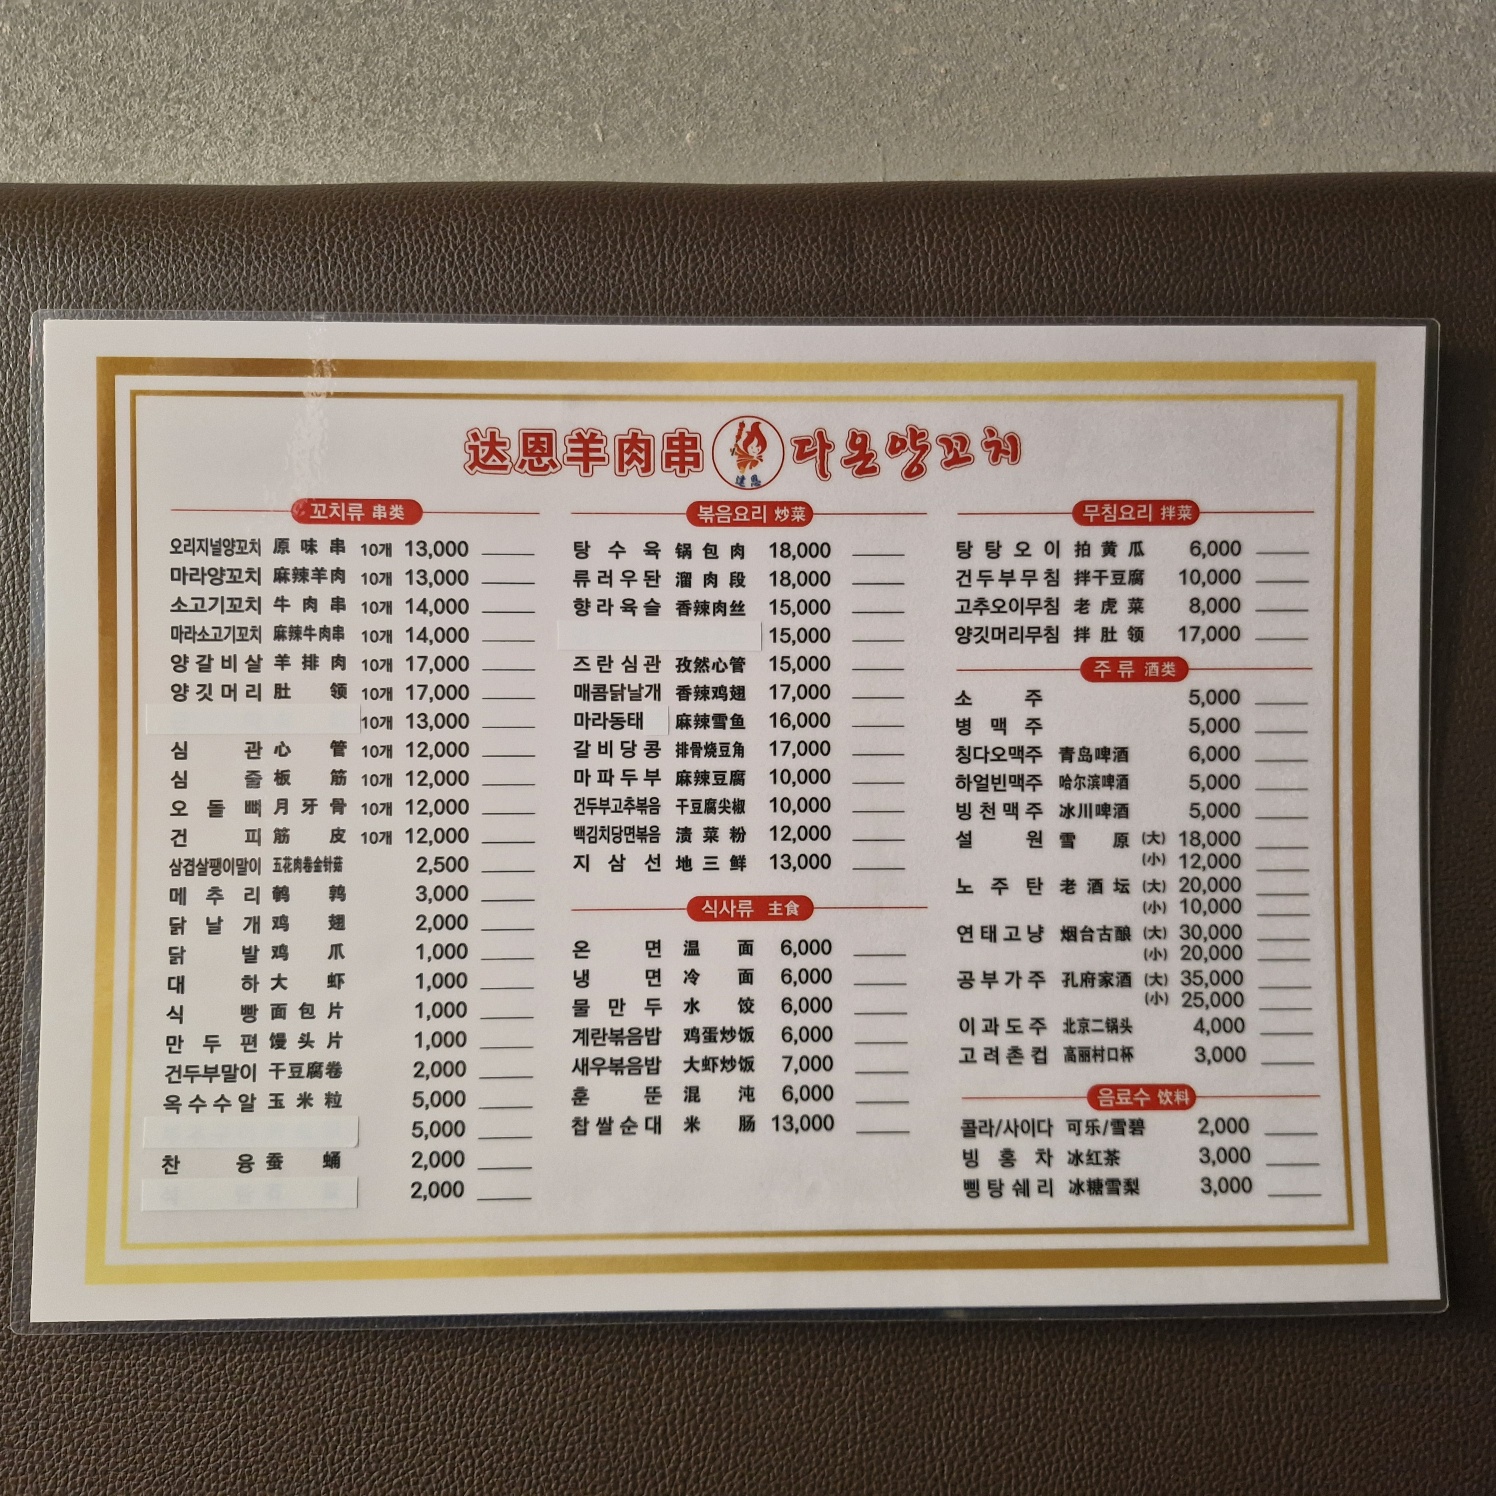 达恩羊肉串 达恩 다온양꼬치
꼬치류 串类
오리지널양꼬치 原味串 10개 13,000
마라양꼬치 麻辣羊肉 10개 13,000
소고기꼬치 牛肉串 10개 14,000
마라소고기꼬치 麻辣牛肉串 10개 14,000
양갈비살 羊排肉 10개 17,000
양깃머리 肚领 10개 17,000
10개 13,000
심관 心管 10개 12,000
심줄 板筋 10개 12,000
오돌뼈 月牙骨 10개 12,000
건피 筋皮 10개 12,000
삼겹살팽이말이 五花肉卷金针菇 2,500
메추리 鹌鹑 3,000
닭날개 鸡翅 2,000
닭발 鸡爪 1,000
대하 大虾 1,000
식빵 面包片 1,000
만두편 馒头片 1,000
건두부말이 干豆腐卷 2,000
옥수수알 玉米粒 5,000
5,000
찬융 蚕蛹 2,000
2,000
볶음요리 炒菜
탕수육 锅包肉 18,000
류러우돤 溜肉段 18,000
향라육슬 香辣肉丝 15,000
15,000
즈란심관 孜然心管 15,000
매콤닭날개 香辣鸡翅 17,000
마라동태 麻辣雪鱼 16,000
갈비당콩 排骨烧豆角 17,000
마파두부 麻辣豆腐 10,000
건두부고추볶음 干豆腐尖椒 10,000
백김치당면볶음 渍菜粉 12,000
지삼선 地三鲜 13,000
식사류 主食
온면 温面 6,000
냉면 冷面 6,000
물만두 水饺 6,000
계란볶음밥 鸡蛋炒饭 6,000
새우볶음밥 大虾炒饭 7,000
훈뚠 混沌 6,000
찹쌀순대 米肠 13,000
무침요리 拌菜
탕탕오이 拍黄瓜 6,000
건두부무침 拌干豆腐 10,000
고추오이무침 老虎菜 8,000
양깃머리무침 拌肚领 17,000
주류 酒类
소주 5,000
병맥주 5,000
칭다오맥주 青岛啤酒 6,000
하얼빈맥주 哈尔滨啤酒 5,000
빙천맥주 冰川啤酒 5,000
설원 雪原 (大) 18,000
(小) 12,000
노주탄 老酒坛 (大) 20,000
(小) 10,000
연태고냥 烟台古酿 (大) 30,000
(小) 20,000
공부가주 孔府家酒 (大) 35,000
(小) 25,000
이과도주 北京二锅头 4,000
고려촌컵 高丽村口杯 3,000
음료수 饮料
콜라/사이다 可乐/雪碧 2,000
빙홍차 冰红茶 3,000
삥탕쉐리 冰糖雪梨 3,000